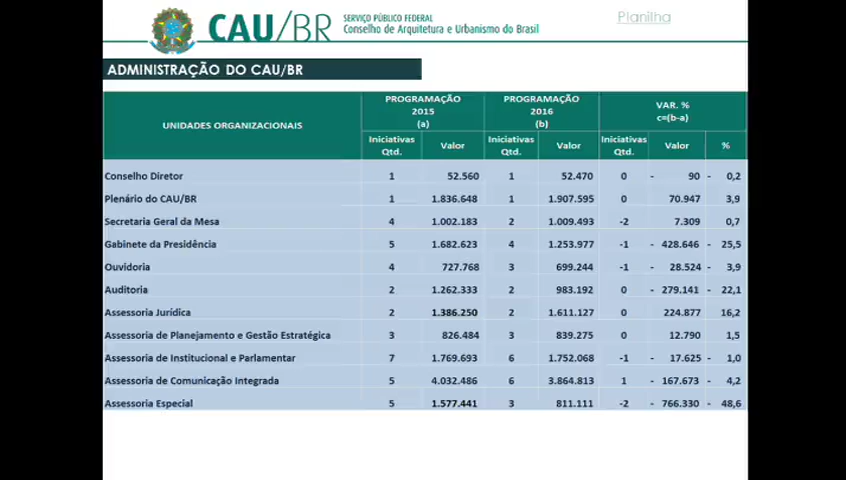 CAU/BR
SERVIÇO PÚBLICO FEDERAL
Conselho de Arquitetura e Urbanismo do Brasil
Planilha
ADMINISTRAÇÃO DO CAU/BR
UNIDADES ORGANIZACIONAIS
PROGRAMAÇÃO
2015
(a)
PROGRAMAÇÃO
2016
(b)
VAR. %
c=(b-a)
Iniciativas
Qtd.
Valor
Iniciativas
Qtd.
Valor
Iniciativas
Qtd.
Valor
%
Conselho Diretor 1 52.560 1 52.470 0 - 90 - 0,2
Plenário do CAU/BR 1 1.836.648 1 1.907.595 0 70.947 3,9
Secretaria Geral da Mesa 4 1.002.183 2 1.009.493 -2 7.309 0,7
Gabinete da Presidência 5 1.682.623 4 1.253.977 -1 - 428.646 - 25,5
Ouvidoria 4 727.768 3 699.244 -1 - 28.524 - 3,9
Auditoria 2 1.262.333 2 983.192 0 - 279.141 - 22,1
Assessoria Jurídica 2 1.386.250 2 1.611.127 0 224.877 16,2
Assessoria de Planejamento e Gestão Estratégica 3 826.484 3 839.275 0 12.790 1,5
Assessoria de Institucional e Parlamentar 7 1.769.693 6 1.752.068 -1 - 17.625 - 1,0
Assessoria de Comunicação Integrada 5 4.032.486 6 3.864.813 1 - 167.673 - 4,2
Assessoria Especial 5 1.577.441 3 811.111 -2 - 766.330 - 48,6